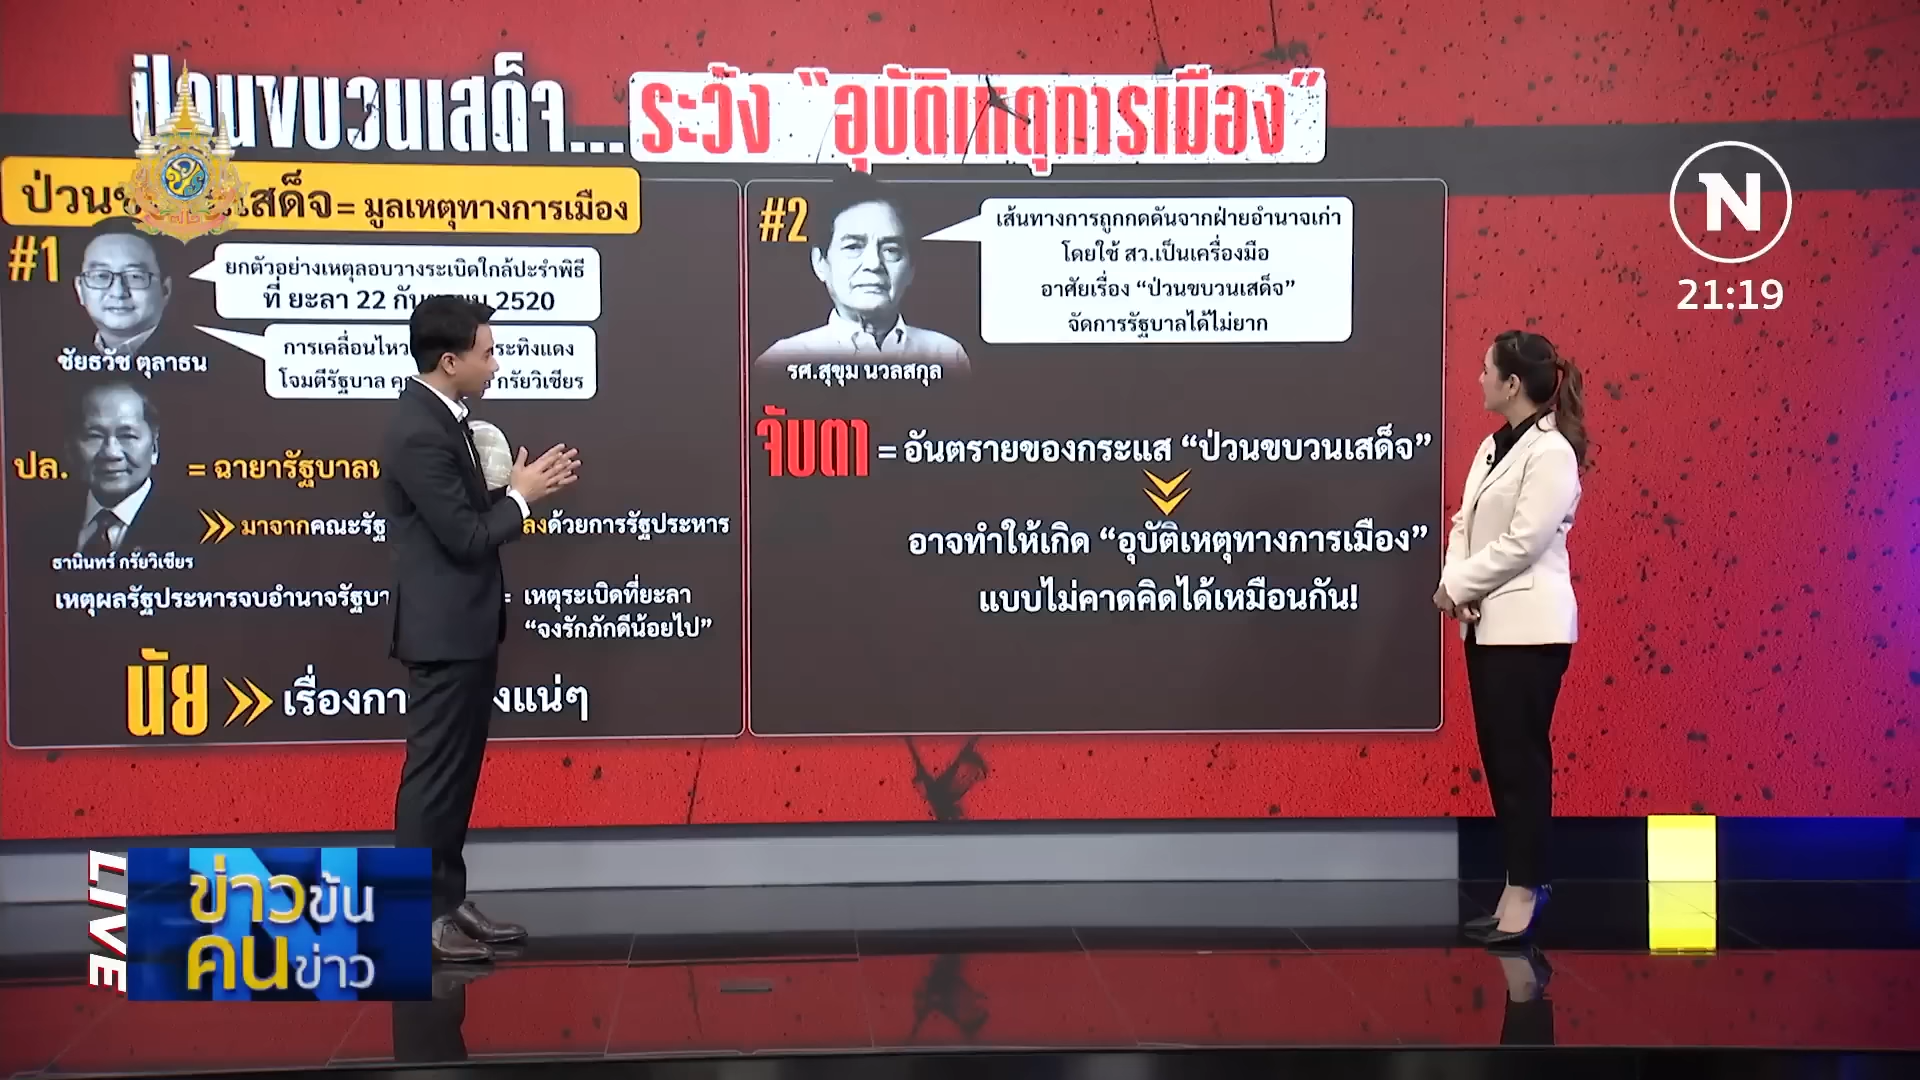 ป่วนขบวนเสด็จ... ระวัง “อุบัติเหตุการเมือง”
เสด็จ = มูลเหตุทางการเมือง
#1
ยกตัวอย่างเหตุลอบวางระเบิดใกล้ปะรำพิธี
ที่ ยะลา 22 2520
ชัยธวัช ตุลาธน
การเคลื่อนไหว ระทิงแดง
โจมตีรัฐบาล กรัยวิเชียร
ปล.
= ฉายารัฐบาล
ธานินทร์ กรัยวิเชียร
มาจากคณะรัฐ ลงด้วยการรัฐประหาร
เหตุผลรัฐประหารจบอำนาจ = เหตุระเบิดที่ยะลา
“จงรักภักดีน้อยไป”
นัย เรื่อง แน่ๆ
#2
เส้นทางการถูกกดดันจากฝ่ายอำนาจเก่า
โดยใช้ สว.เป็นเครื่องมือ
อาศัยเรื่อง “ป่วนขบวนเสด็จ”
จัดการรัฐบาลได้ไม่ยาก
รศ.สุขุม นวลสกุล
จับตา = อันตรายของกระแส “ป่วนขบวนเสด็จ”
อาจทำให้เกิด “อุบัติเหตุทางการเมือง”
แบบไม่คาดคิดได้เหมือนกัน!
N
21:19
LIVE
ข่าวข้น
คนข่าว